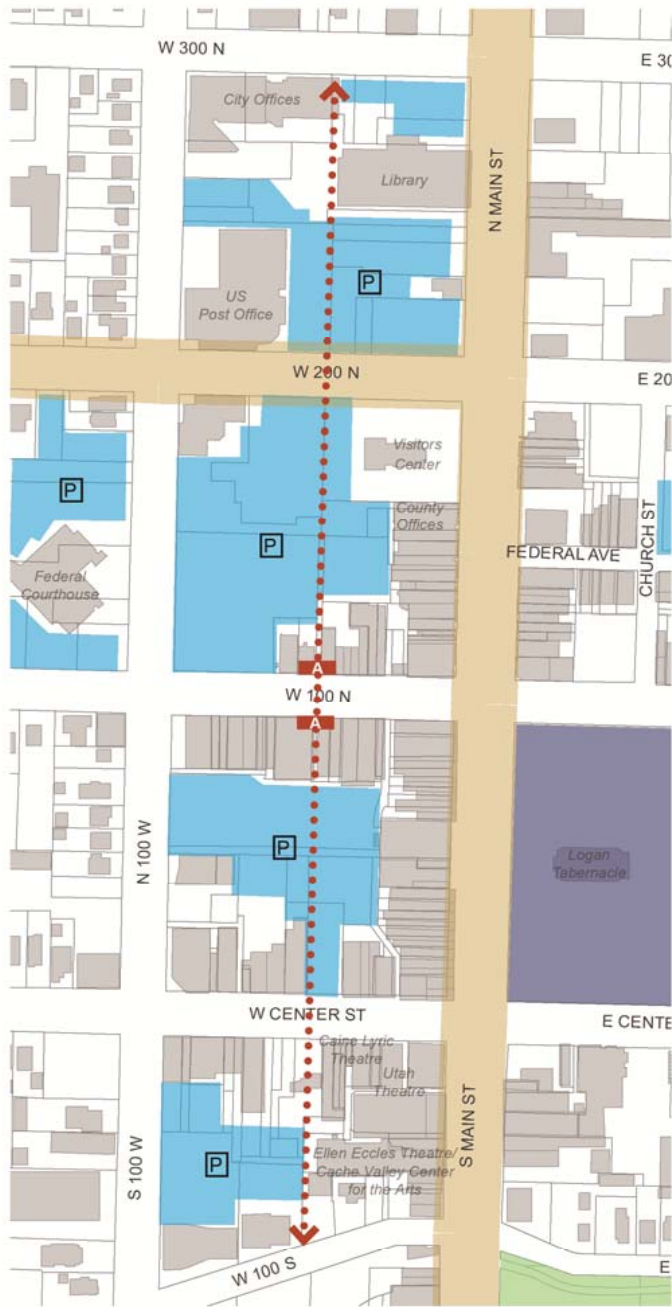 W 300 N
E 30
City Offices
Library
N MAIN ST
P
US
Post Office
W 200 N
E 20
Visitors
Center
P
County
Offices
P
FEDERAL AVE
CHURCH ST
Federal
Courthouse
A
W 100 N
A
N 100 W
P
Logan
Tabernacle
W CENTER ST
E CENTE
Caine Lyric
Theatre
Utah
Theatre
S MAIN ST
S 100 W
P
Ellen Eccles Theatre/
Cache Valley Center
for the Arts
W 100 S
E